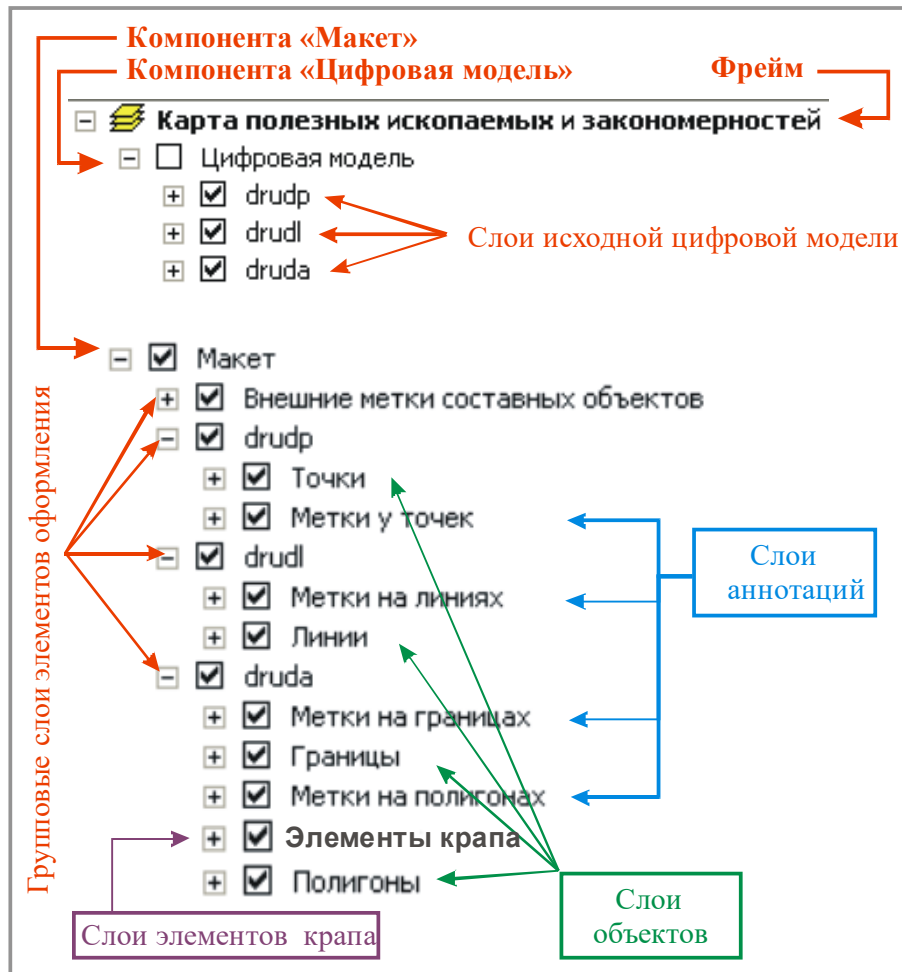 Компонента «Макет»
Компонента «Цифровая модель»
Фрейм
Карта полезных ископаемых и закономерностей
Цифровая модель
drudp
drudl
Слои исходной цифровой модели
druda
Макет
Групповые слои элементов оформления
Внешние метки составных объектов
drudp
Точки
Метки у точек
drudl
Слои
аннотаций
Метки на линиях
Линии
druda
Метки на границах
Границы
Метки на полигонах
Элементы крапа
Полигоны
Слои элементов крапа
Слои
объектов